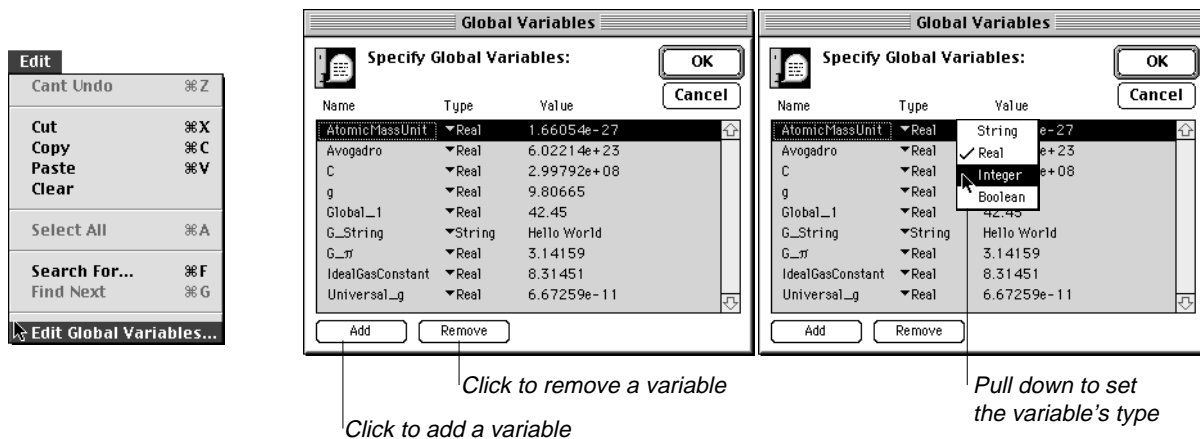 Edit
Cant Undo ⌘Z
Cut ⌘X
Copy ⌘C
Paste ⌘V
Clear
Select All ⌘A
Search For... ⌘F
Find Next ⌘G
Edit Global Variables...
Global Variables
Specify Global Variables:
OK
Cancel
Name Type Value
AtomicMassUnit Real 1.66054e-27
Avogadro Real 6.02214e+23
C Real 2.99792e+08
g Real 9.80665
Global_1 Real 42.45
G_String String Hello World
G_π Real 3.14159
IdealGasConstant Real 8.31451
Universal_g Real 6.67259e-11
Add Remove
Click to remove a variable
Click to add a variable
Global Variables
Specify Global Variables:
OK
Cancel
Name Type Value
AtomicMassUnit Real e-27
Avogadro Real e+23
C Real e+08
g Real
Global_1 Real 42.45
G_String String Hello World
G_π Real 3.14159
IdealGasConstant Real 8.31451
Universal_g Real 6.67259e-11
String
Real
Integer
Boolean
Add Remove
Pull down to set
the variable's type